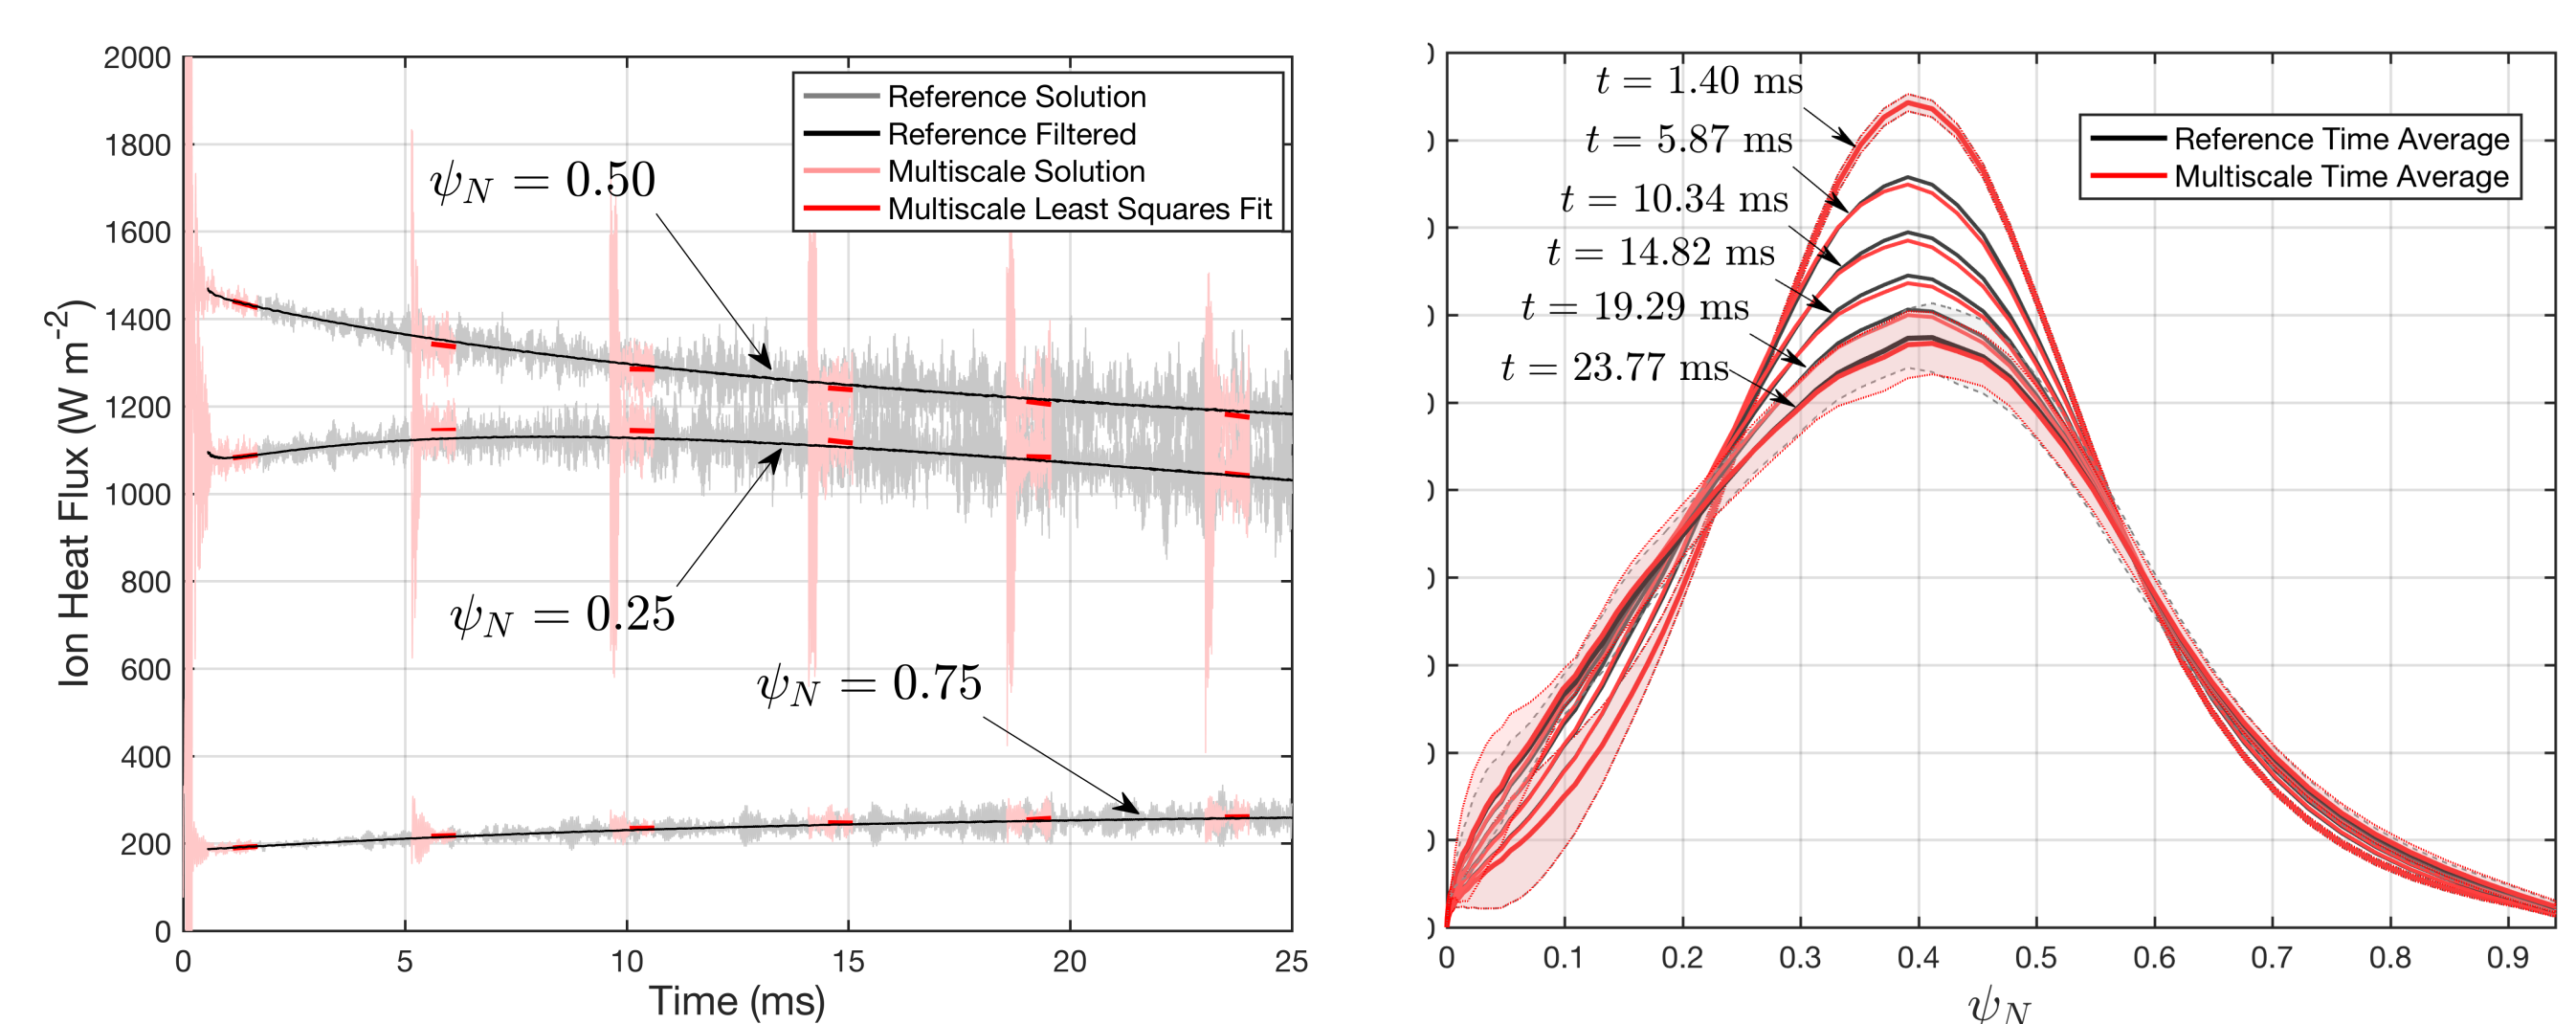 2000
1800
1600
1400
1200
1000
800
600
400
200
0
Ion Heat Flux (W m⁻²)
0 5 10 15 20 25
Time (ms)
Reference Solution
Reference Filtered
Multiscale Solution
Multiscale Least Squares Fit
ψ_N = 0.50
ψ_N = 0.25
ψ_N = 0.75
t = 1.40 ms
t = 5.87 ms
t = 10.34 ms
t = 14.82 ms
t = 19.29 ms
t = 23.77 ms
Reference Time Average
Multiscale Time Average
0 0.1 0.2 0.3 0.4 0.5 0.6 0.7 0.8 0.9
ψ_N